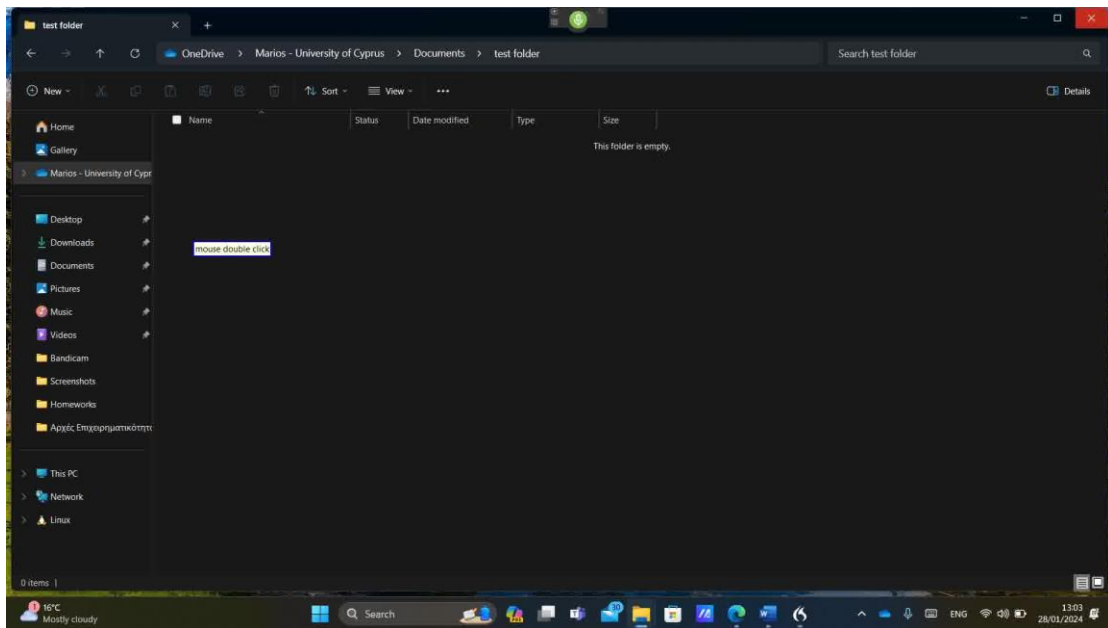 test folder
OneDrive > Marios - University of Cyprus > Documents > test folder
Search test folder
New
Sort
View
Details
Name
Status
Date modified
Type
Size
This folder is empty.
Home
Gallery
Marios - University of Cypr
Desktop
Downloads
mouse double click
Documents
Pictures
Music
Videos
Bandicam
Screenshots
Homeworks
Αρχές Επιχειρηματικότητα
This PC
Network
Linux
0 items
1
16°C
Mostly cloudy
Search
30
ENG
13:03
28/01/2024